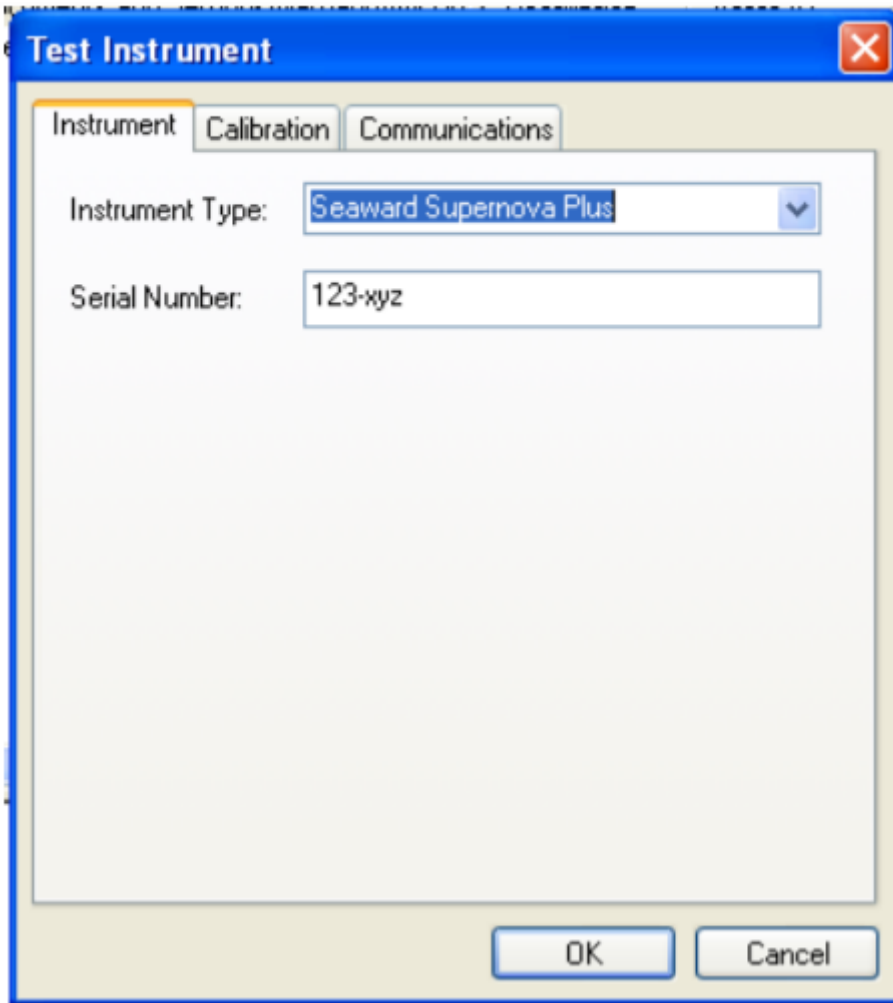 Test Instrument
Instrument Calibration Communications
Instrument Type: Seaward Supernova Plus
Serial Number: 123-xyz
OK Cancel